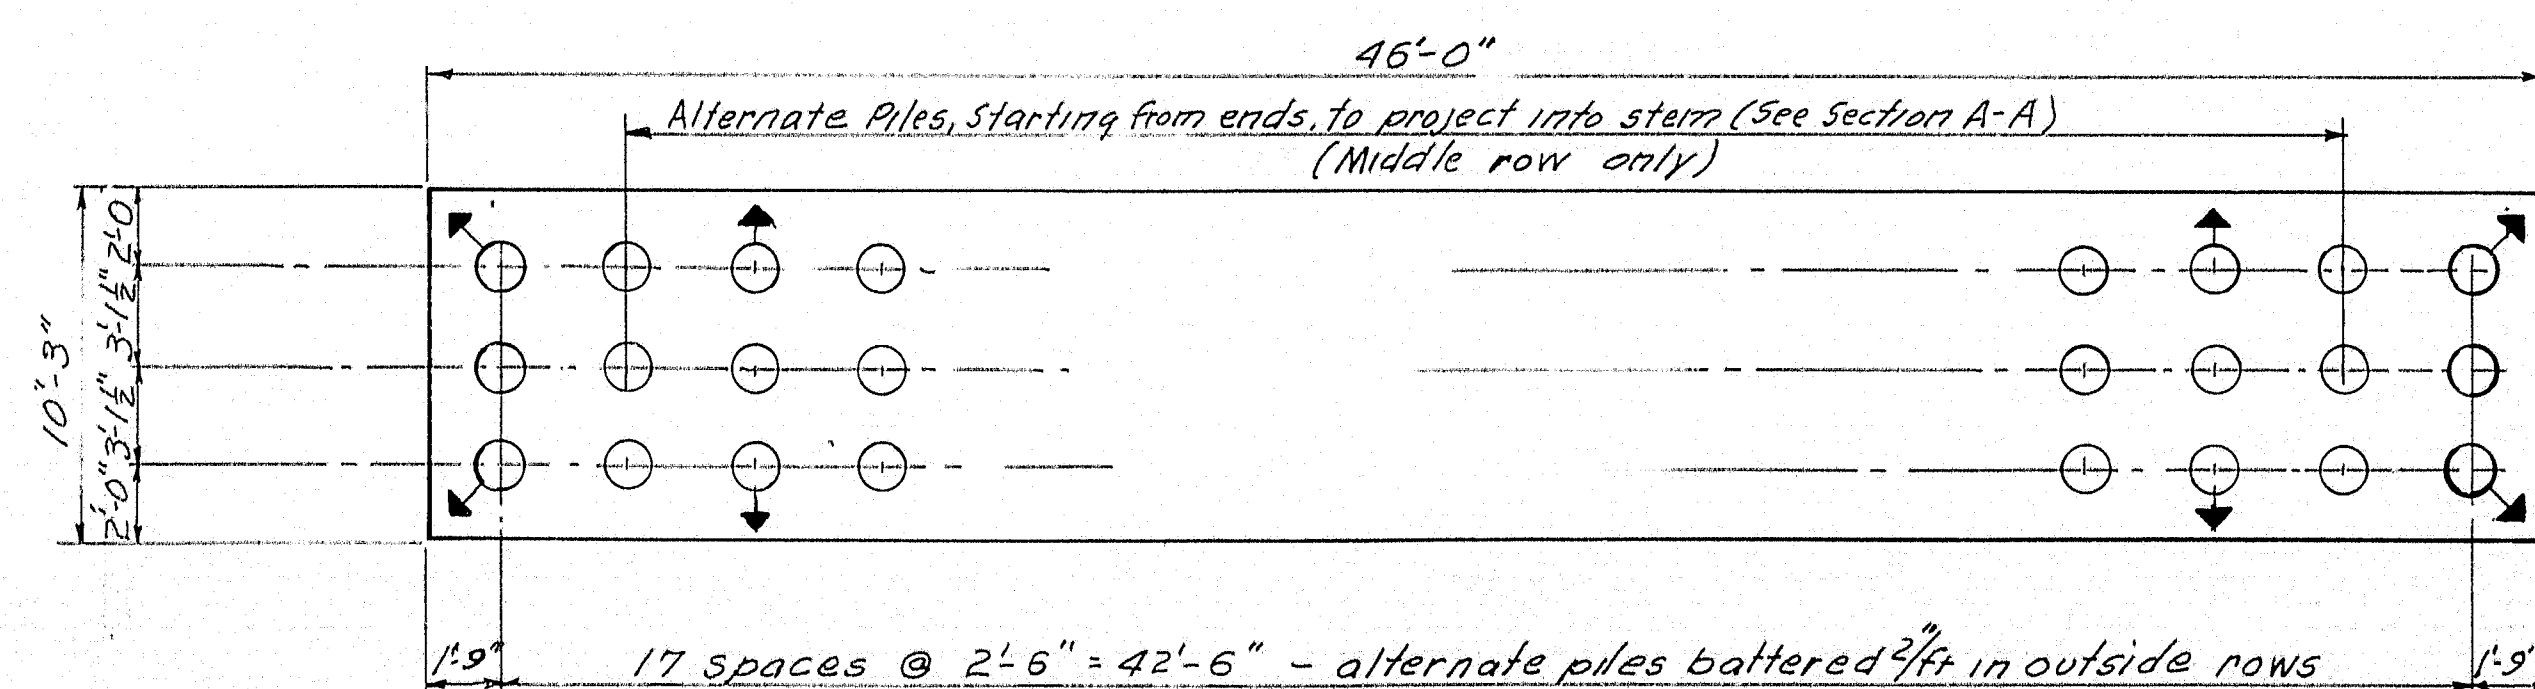 46'-0"
Alternate Piles, Starting from ends, to project into stem (See Section A-A)
(Middle row only)
10'-3"
2'-0
3'-1½"
3'-1½"
2'-0"
1'-9"
17 spaces @ 2'-6" = 42'-6" - alternate piles battered 2"/ft in outside rows
1'-9"